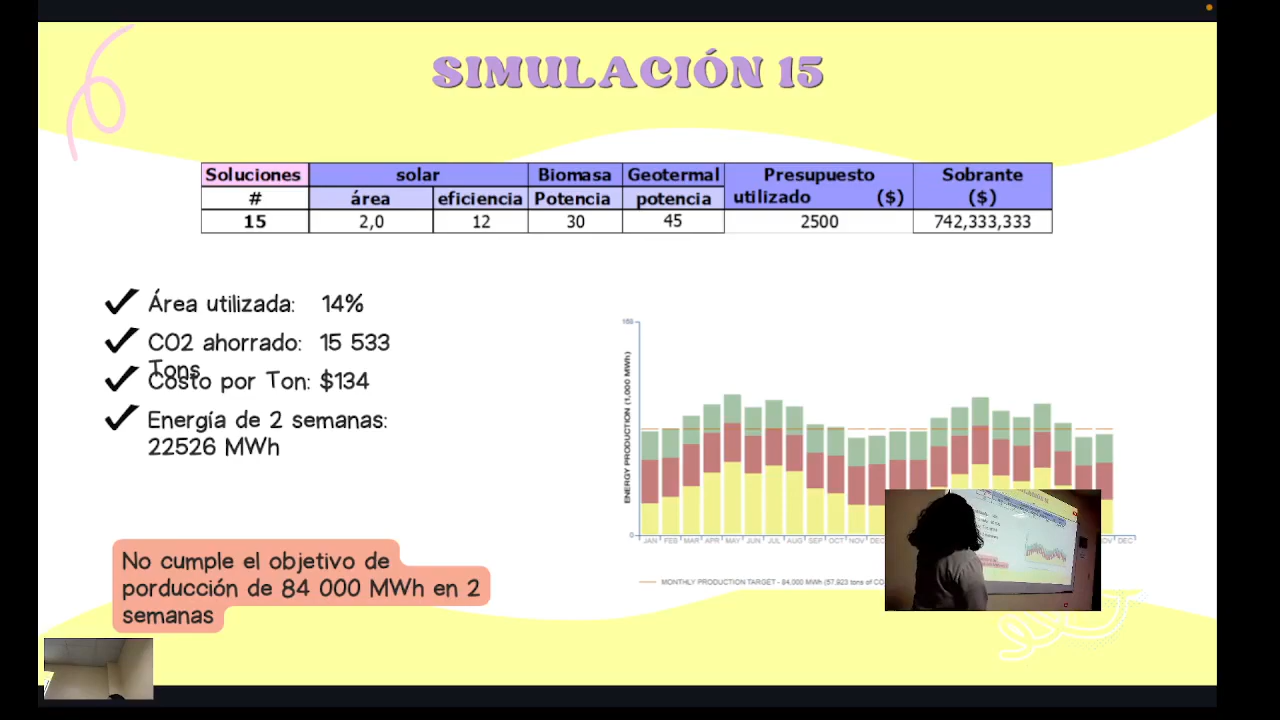 SIMULACIÓN 15
Soluciones solar Biomasa Geotermal Presupuesto utilizado ($) Sobrante ($)
# área eficiencia Potencia potencia
15 2,0 12 30 45 2500 742,333,333
Área utilizada: 14%
CO2 ahorrado: 15 533
Tons
Costo por Ton: $134
Energía de 2 semanas:
22526 MWh
No cumple el objetivo de
porducción de 84 000 MWh en 2
semanas
ENERGY PRODUCTION (1,000 MWh)
0
JAN FEB MAR APR MAY JUN JUL AUG SEP OCT NOV DEC
DEC
MONTHLY PRODUCTION TARGET - 84,000 MWh (57,923 tons of CO